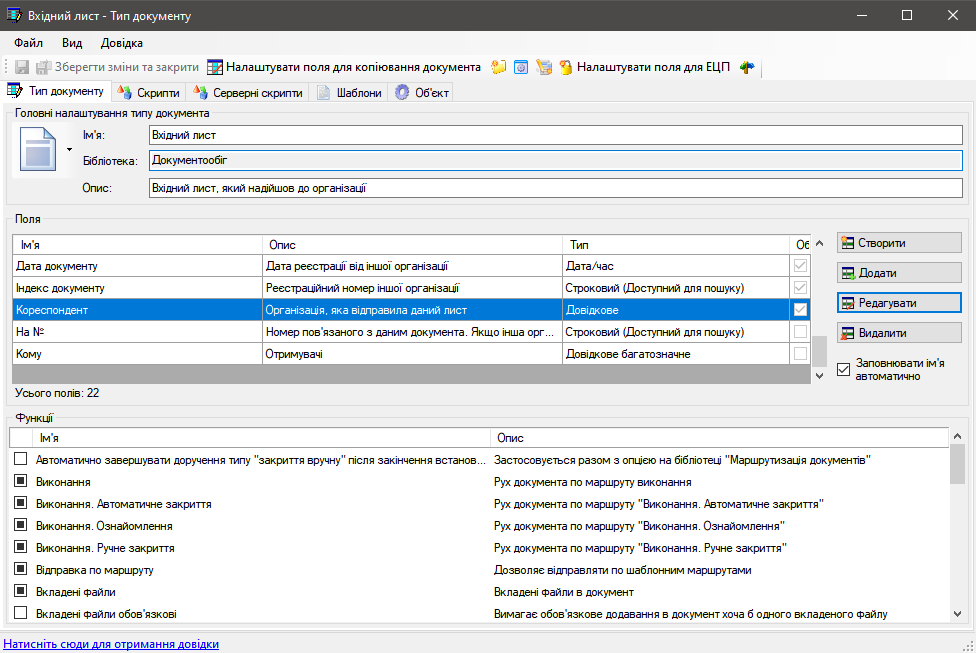 Вхідний лист - Тип документу
Файл Вид Довідка
Зберегти зміни та закрити Налаштувати поля для копіювання документа Налаштувати поля для ЕЦП
Тип документу Скрипти Серверні скрипти Шаблони Об'єкт
Головні налаштування типу документа
Ім'я: Вхідний лист
Бібліотека: Документообіг
Опис: Вхідний лист, який надійшов до організації
Поля
Ім'я Опис Тип Об
Дата документу Дата реєстрації від іншої організації Дата/час
Індекс документу Реєстраційний номер іншої організації Строковий (Доступний для пошуку)
Кореспондент Організація, яка відправила даний лист Довідкове
На № Номер пов'язаного з даним документа. Якщо інша орг... Строковий (Доступний для пошуку)
Кому Отримувачі Довідкове багатозначне
Створити
Додати
Редагувати
Видалити
Заповнювати ім'я
автоматично
Усього полів: 22
Функції
Ім'я Опис
Автоматично завершувати доручення типу "закриття вручну" після закінчення встанов... Застосовується разом з опцією на бібліотеці "Маршрутизація документів"
Виконання Рух документа по маршруту виконання
Виконання. Автоматичне закриття Рух документа по маршруту "Виконання. Автоматичне закриття"
Виконання. Ознайомлення Рух документа по маршруту "Виконання. Ознайомлення"
Виконання. Ручне закриття Рух документа по маршруту "Виконання. Ручне закриття"
Відправка по маршруту Дозволяє відправляти по шаблонним маршрутами
Вкладені файли Вкладені файли в документ
Вкладені файли обов'язкові Вимагає обов'язкове додавання в документ хоча б одного вкладеного файлу
Натисніть сюди для отримання довідки